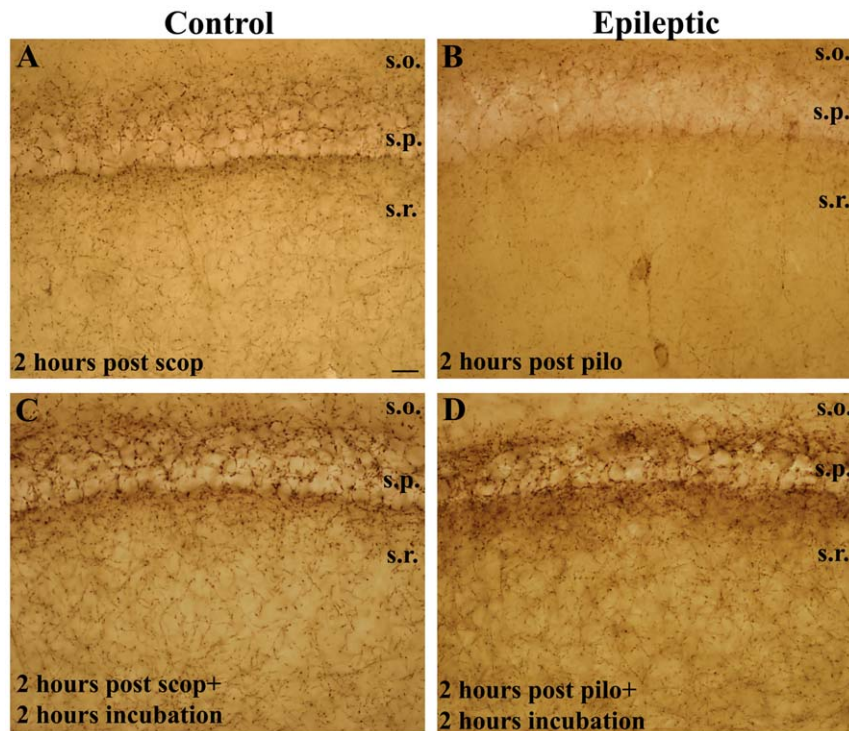 Control Epileptic
A s.o. B s.o.
s.p. s.p.
s.r. s.r.
2 hours post scop 2 hours post pilo
C s.o. D s.o.
s.p. s.p.
s.r. s.r.
2 hours post scop+ 2 hours post pilo+
2 hours incubation 2 hours incubation